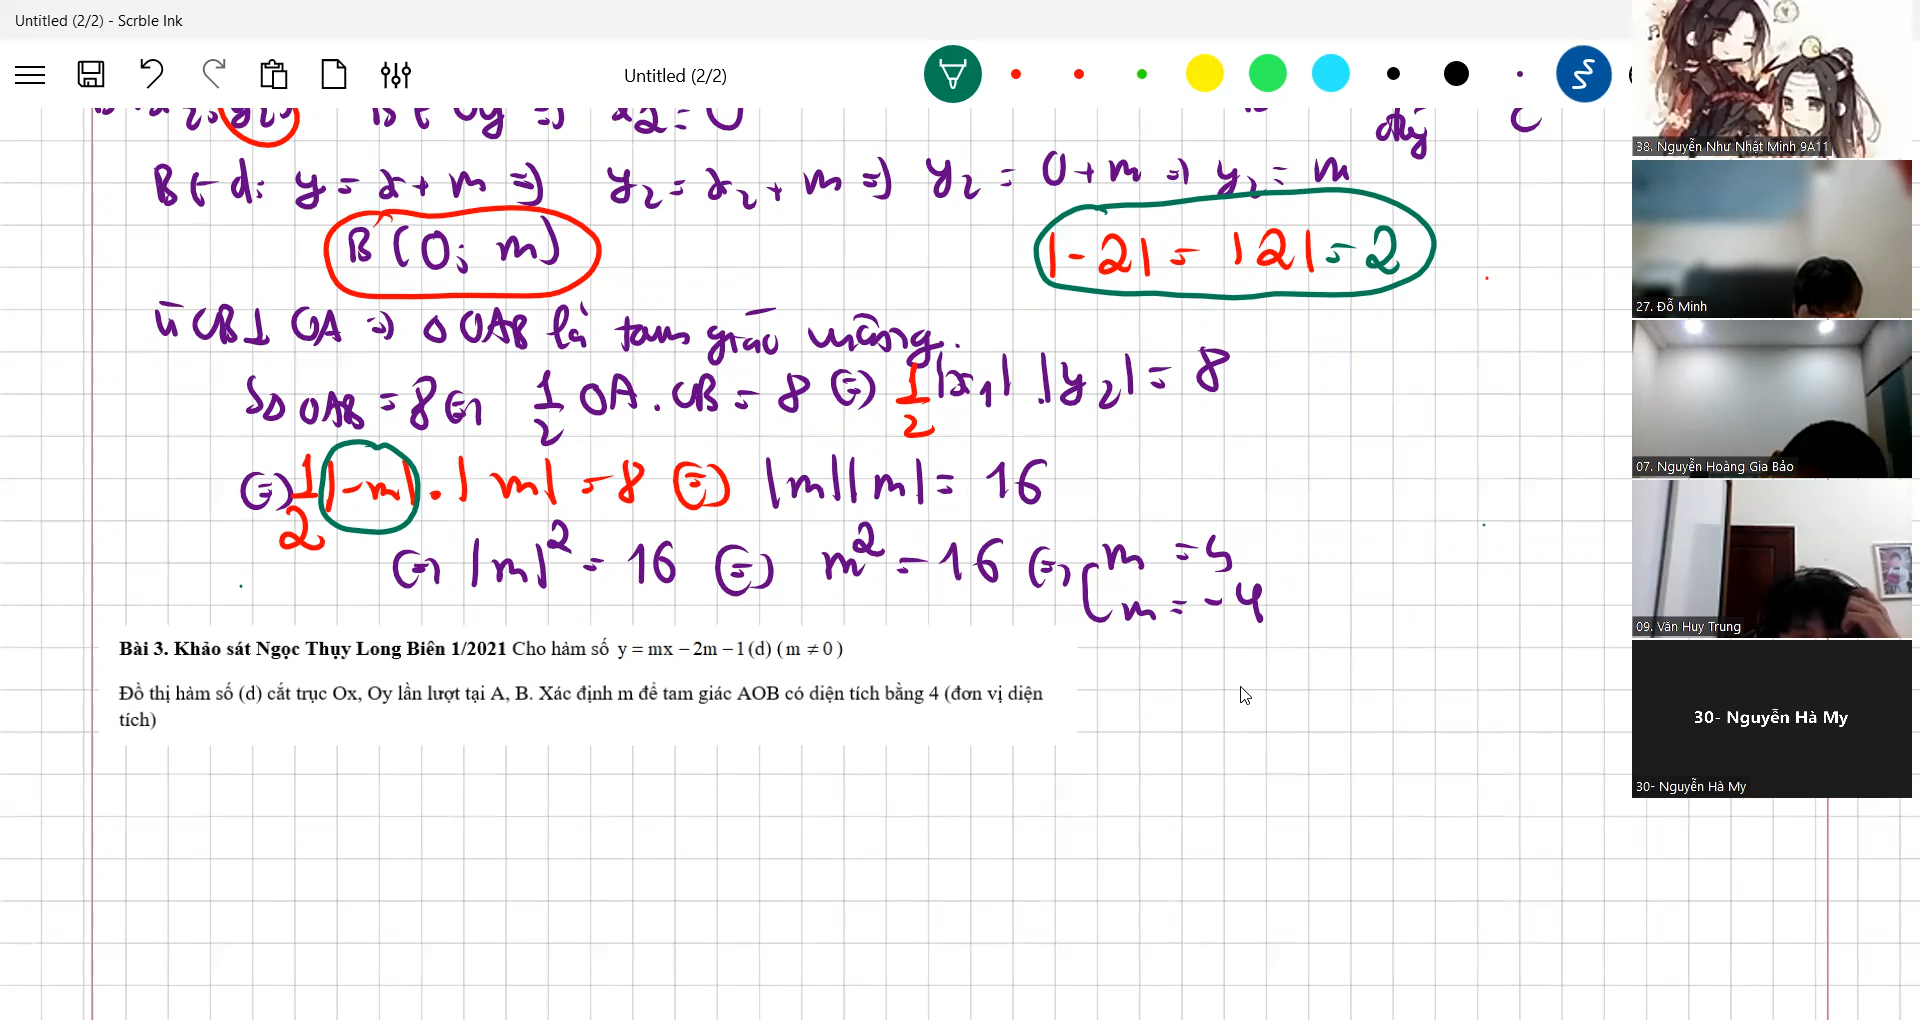 Untitled (2/2) - Scrble Ink
Untitled (2/2)
B ∈ d: y = x + m ⇒ y₂ = x₂ + m ⇒ y₂ = 0 + m ⇒ y₂ = m
B (0; m)
|-2| = |2| = 2
vì OB ⊥ OA ⇒ Δ OAB là tam giác vuông.
S Δ OAB = 8 ⇔ 1/2 OA . OB = 8 ⇔ 1/2 |x₁| . |y₂| = 8
⇔ 1/2 |-m| . |m| = 8 ⇔ |m||m| = 16
⇔ |m|² = 16 ⇔ m² = 16 ⇔ [ m = 4
m = -4
Bài 3. Khảo sát Ngọc Thụy Long Biên 1/2021 Cho hàm số y = mx − 2m − 1 (d) ( m ≠ 0 )
Đồ thị hàm số (d) cắt trục Ox, Oy lần lượt tại A, B. Xác định m để tam giác AOB có diện tích bằng 4 (đơn vị diện
tích)
38. Nguyễn Như Nhật Minh 9A11
27. Đỗ Minh
07. Nguyễn Hoàng Gia Bảo
09. Văn Huy Trung
30- Nguyễn Hà My
30- Nguyễn Hà My